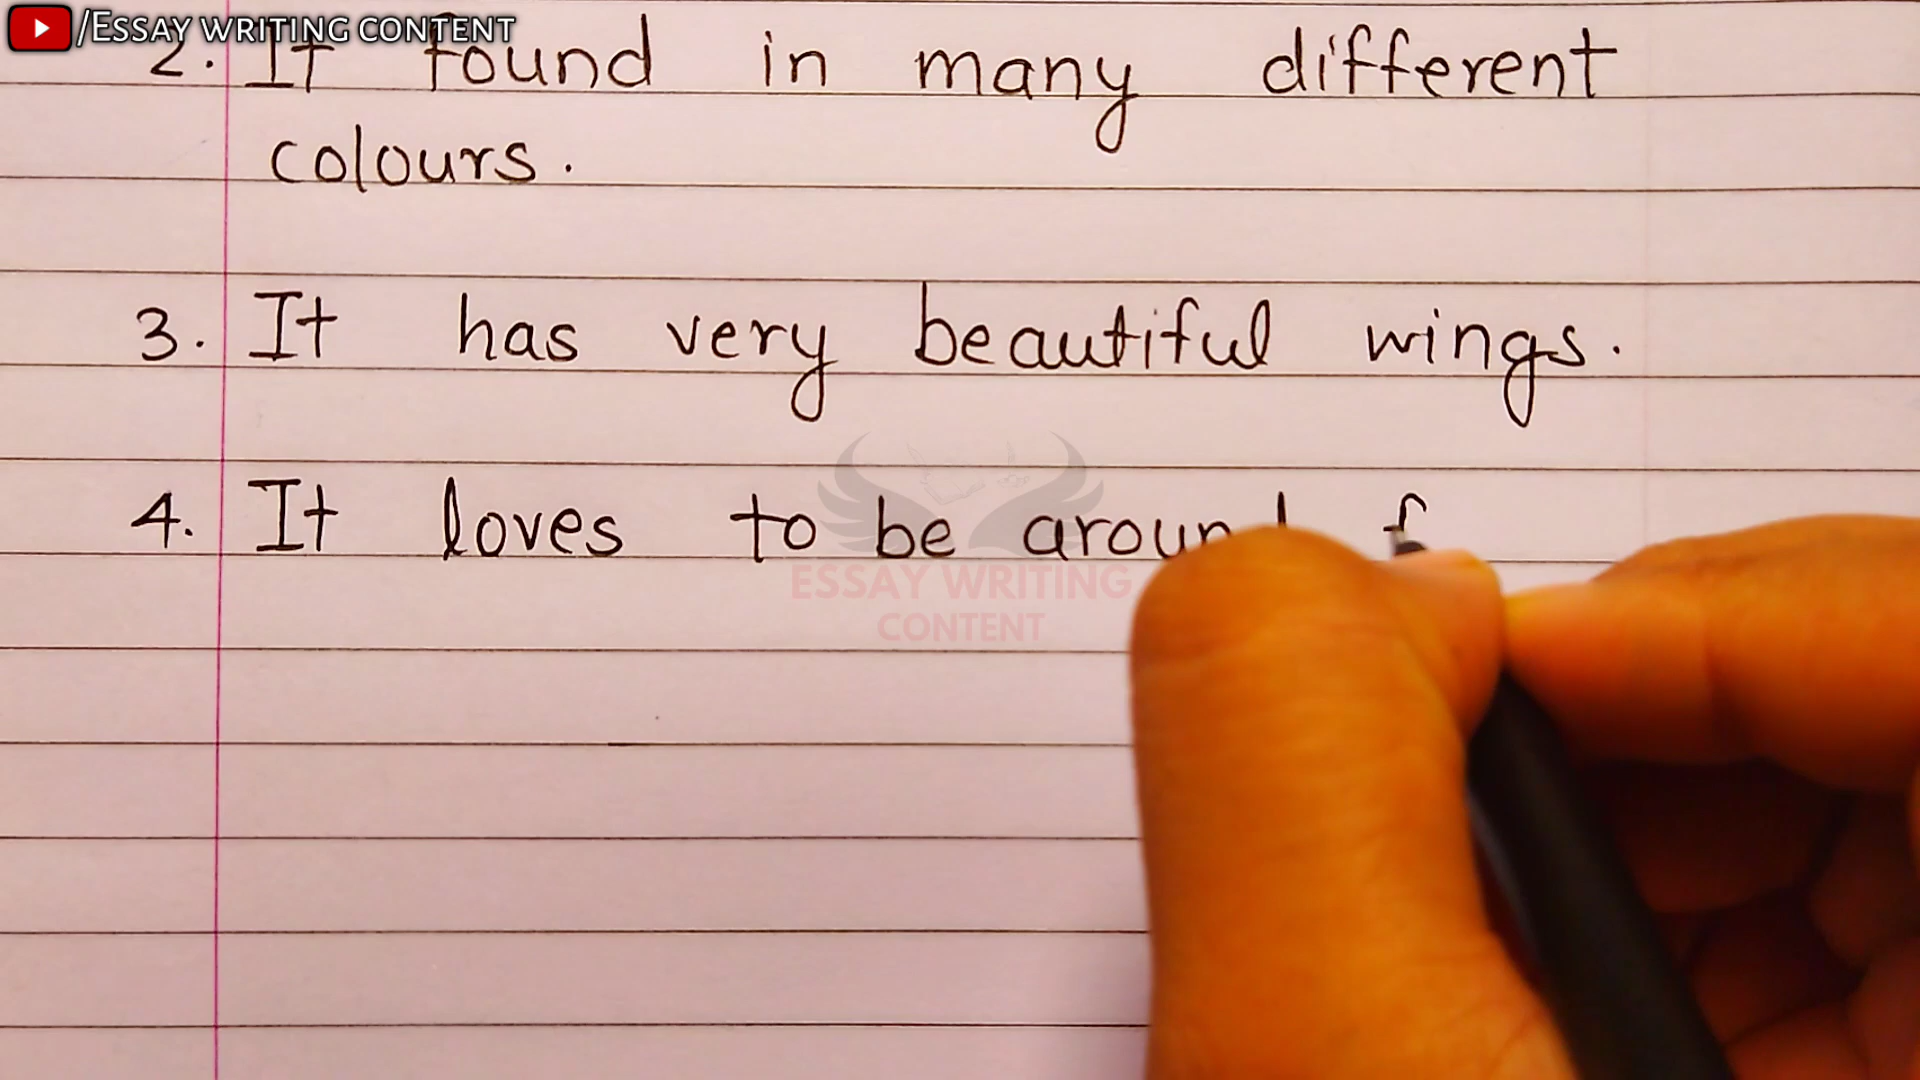 /ESSAY WRITING CONTENT
2. It found in many different
colours.
3. It has very beautiful wings.
4. It loves to be around f
ESSAY WRITING
CONTENT